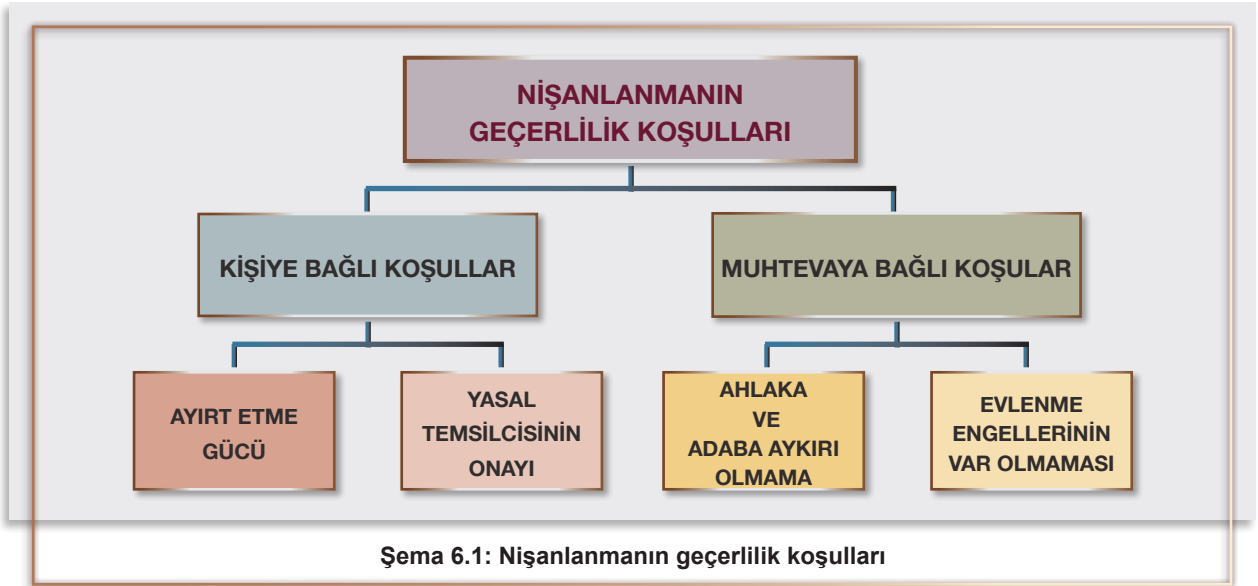 NİŞANLANMANIN
GEÇERLİLİK KOŞULLARI
KİŞİYE BAĞLI KOŞULLAR
MUHTEVAYA BAĞLI KOŞULAR
AYIRT ETME
GÜCÜ
YASAL
TEMSİLCİSİNİN
ONAYI
AHLAKA
VE
ADABA AYKIRI
OLMAMA
EVLENME
ENGELLERİNİN
VAR OLMAMASI
Şema 6.1: Nişanlanmanın geçerlilik koşulları